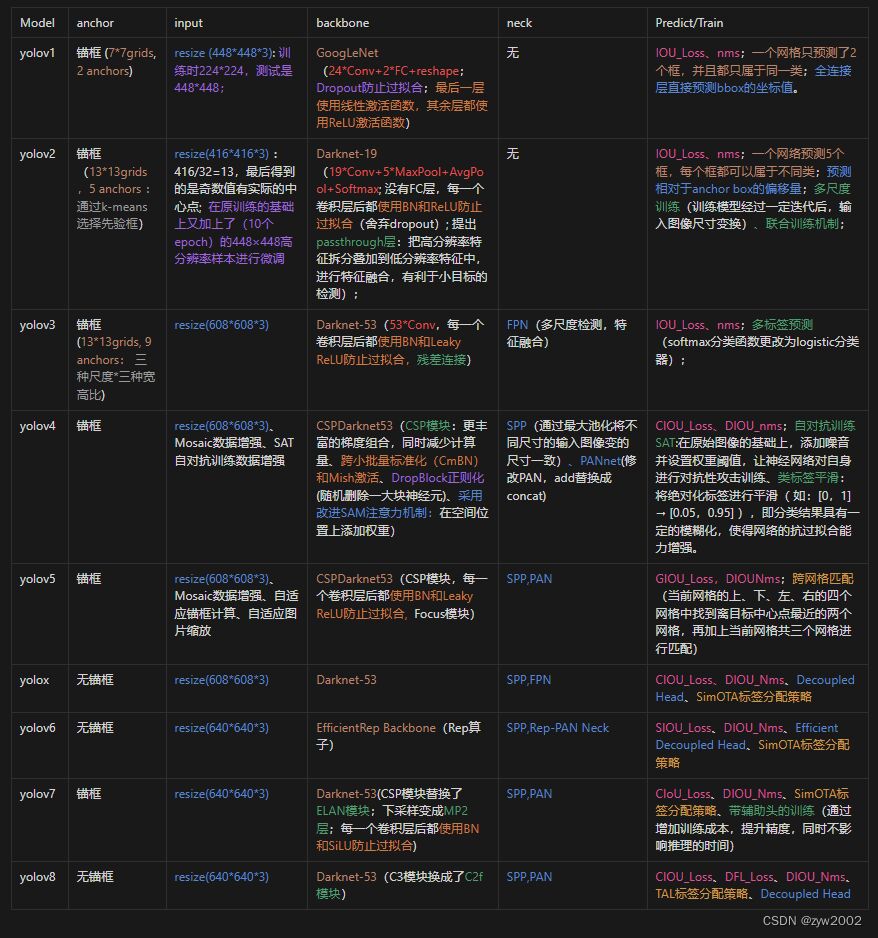 Model anchor input backbone neck Predict/Train
yolov1
锚框 (7*7grids,
2 anchors)
resize (448*448*3): 训
练时224*224，测试是
448*448；
GoogLeNet
（24*Conv+2*FC+reshape；
Dropout防止过拟合；最后一层
使用线性激活函数，其余层都使
用ReLU激活函数）
无
IOU_Loss、nms；一个网格只预测了2
个框，并且都只属于同一类；全连接
层直接预测bbox的坐标值。
yolov2
锚框
（13*13grids
，5 anchors：
通过k-means
选择先验框）
resize(416*416*3) ：
416/32=13，最后得到
的是奇数值有实际的中
心点; 在原训练的基础
上又加上了（10个
epoch）的448×448高
分辨率样本进行微调
Darknet-19
（19*Conv+5*MaxPool+AvgPo
ol+Softmax; 没有FC层，每一个
卷积层后都使用BN和ReLU防止
过拟合（舍弃dropout）; 提出
passthrough层：把高分辨率特
征拆分叠加到低分辨率特征中，
进行特征融合，有利于小目标的
检测）；
无
IOU_Loss、nms；一个网络预测5个
框，每个框都可以属于不同类；预测
相对于anchor box的偏移量；多尺度
训练（训练模型经过一定迭代后，输
入图像尺寸变换）、联合训练机制；
yolov3
锚框
(13*13grids, 9
anchors： 三
种尺度*三种宽
高比)
resize(608*608*3)
Darknet-53（53*Conv，每一个
卷积层后都使用BN和Leaky
ReLU防止过拟合，残差连接）
FPN（多尺度检测，特
征融合）
IOU_Loss、nms；多标签预测
（softmax分类函数更改为logistic分类
器）；
yolov4
锚框
resize(608*608*3)、
Mosaic数据增强、SAT
自对抗训练数据增强
CSPDarknet53（CSP模块：更丰
富的梯度组合，同时减少计算
量、跨小批量标准化（CmBN）
和Mish激活、DropBlock正则化
(随机删除一大块神经元)、采用
改进SAM注意力机制：在空间位
置上添加权重）
SPP（通过最大池化将不
同尺寸的输入图像变的
尺寸一致）、PANnet(修
改PAN，add替换成
concat)
CIOU_Loss、DIOU_nms；自对抗训练
SAT:在原始图像的基础上，添加噪音
并设置权重阈值，让神经网络对自身
进行对抗性攻击训练、类标签平滑：
将绝对化标签进行平滑（ 如：[0，1]
→ [0.05，0.95] ），即分类结果具有一
定的模糊化，使得网络的抗过拟合能
力增强。
yolov5
锚框
resize(608*608*3)、
Mosaic数据增强、自适
应锚框计算、自适应图
片缩放
CSPDarknet53（CSP模块，每一
个卷积层后都使用BN和Leaky
ReLU防止过拟合, Focus模块）
SPP,PAN
GIOU_Loss，DIOUNms；跨网格匹配
（当前网格的上、下、左、右的四个
网格中找到离目标中心点最近的两个
网格，再加上当前网格共三个网格进
行匹配）
yolox
无锚框
resize(608*608*3)
Darknet-53
SPP,FPN
CIOU_Loss、DIOU_Nms、Decoupled
Head、SimOTA标签分配策略
yolov6
无锚框
resize(640*640*3)
EfficientRep Backbone（Rep算
子）
SPP,Rep-PAN Neck
SIOU_Loss、DIOU_Nms、Efficient
Decoupled Head、SimOTA标签分配
策略
yolov7
锚框
resize(640*640*3)
Darknet-53(CSP模块替换了
ELAN模块；下采样变成MP2
层；每一个卷积层后都使用BN
和SiLU防止过拟合)
SPP,PAN
CIoU_Loss、DIOU_Nms、SimOTA标
签分配策略、带辅助头的训练（通过
增加训练成本，提升精度，同时不影
响推理的时间）
yolov8
无锚框
resize(640*640*3)
Darknet-53（C3模块换成了C2f
模块）
SPP,PAN
CIOU_Loss、DFL_Loss、DIOU_Nms、
TAL标签分配策略、Decoupled Head
CSDN @zyw2002